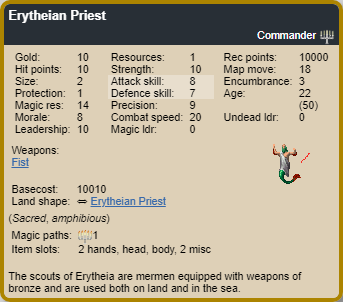 Erytheian Priest
Commander
Gold: 10 Resources: 1 Rec points: 10000
Hit points: 10 Strength: 10 Map move: 18
Size: 2 Attack skill: 8 Encumbrance: 3
Protection: 1 Defence skill: 7 Age: 22
Magic res: 14 Precision: 9 (50)
Morale: 8 Combat speed: 20 Undead ldr: 0
Leadership: 10 Magic ldr: 0
Weapons:
Fist
Basecost: 10010
Land shape: ⇔ Erytheian Priest
(Sacred, amphibious)
Magic paths: 1
Item slots: 2 hands, head, body, 2 misc
The scouts of Erytheia are mermen equipped with weapons of
bronze and are used both on land and in the sea.